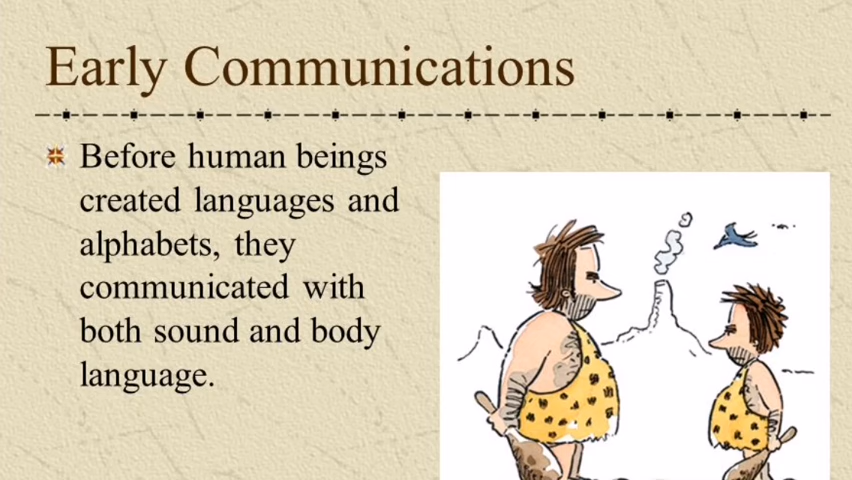 Early Communications
Before human beings
created languages and
alphabets, they
communicated with
both sound and body
language.